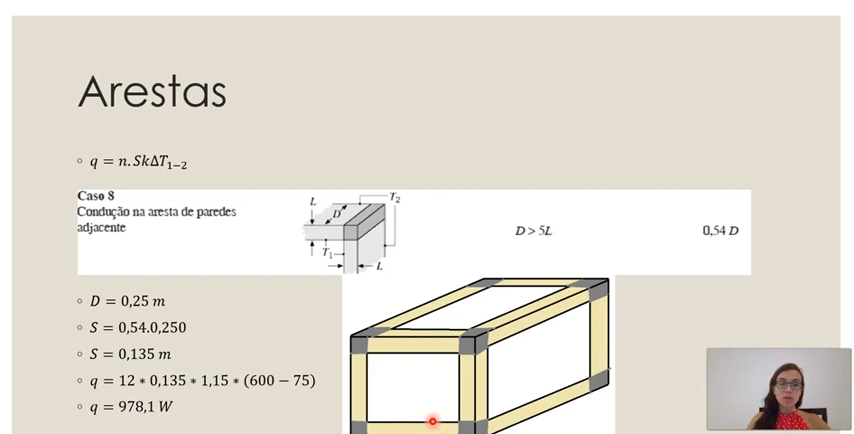 Arestas
q = n.SkΔT₁₋₂
Caso 8
Condução na aresta de paredes
adjacente
L
D
T₂
T₁
L
D > 5L
0,54 D
D = 0,25 m
S = 0,54.0,250
S = 0,135 m
q = 12 * 0,135 * 1,15 * (600 − 75)
q = 978,1 W